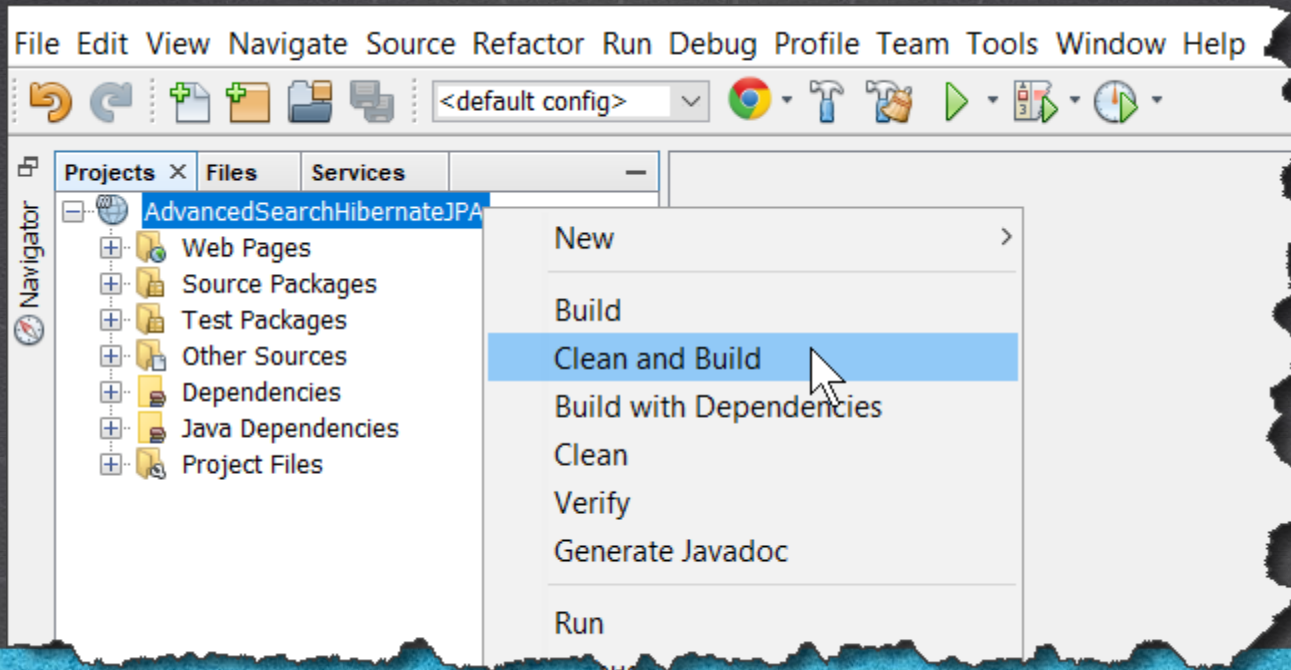 File Edit View Navigate Source Refactor Run Debug Profile Team Tools Window Help
<default config>
Projects Files Services
Navigator
AdvancedSearchHibernateJPA
Web Pages
Source Packages
Test Packages
Other Sources
Dependencies
Java Dependencies
Project Files
New
Build
Clean and Build
Build with Dependencies
Clean
Verify
Generate Javadoc
Run